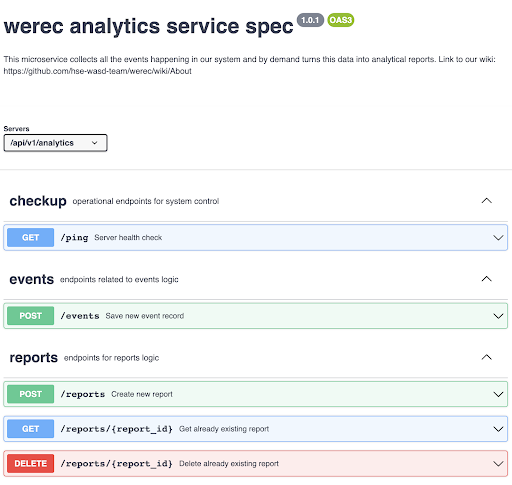 werec analytics service spec 1.0.1 OAS3
This microservice collects all the events happening in our system and by demand turns this data into analytical reports. Link to our wiki:
https://github.com/hse-wasd-team/werec/wiki/About
Servers
/api/v1/analytics
checkup operational endpoints for system control
GET /ping Server health check
events endpoints related to events logic
POST /events Save new event record
reports endpoints for reports logic
POST /reports Create new report
GET /reports/{report_id} Get already existing report
DELETE /reports/{report_id} Delete already existing report